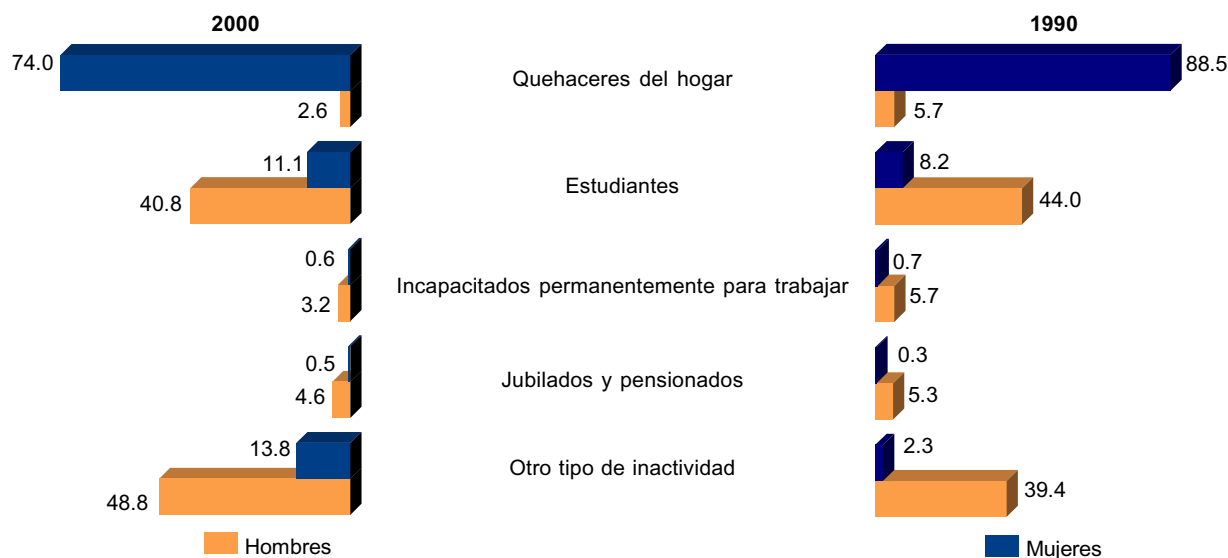 2000 1990
74.0 Quehaceres del hogar 88.5
2.6 5.7
11.1 8.2
Estudiantes
40.8 44.0
0.6 0.7
Incapacitados permanentemente para trabajar
3.2 5.7
0.5 0.3
Jubilados y pensionados
4.6 5.3
13.8 2.3
Otro tipo de inactividad
48.8 39.4
Hombres Mujeres